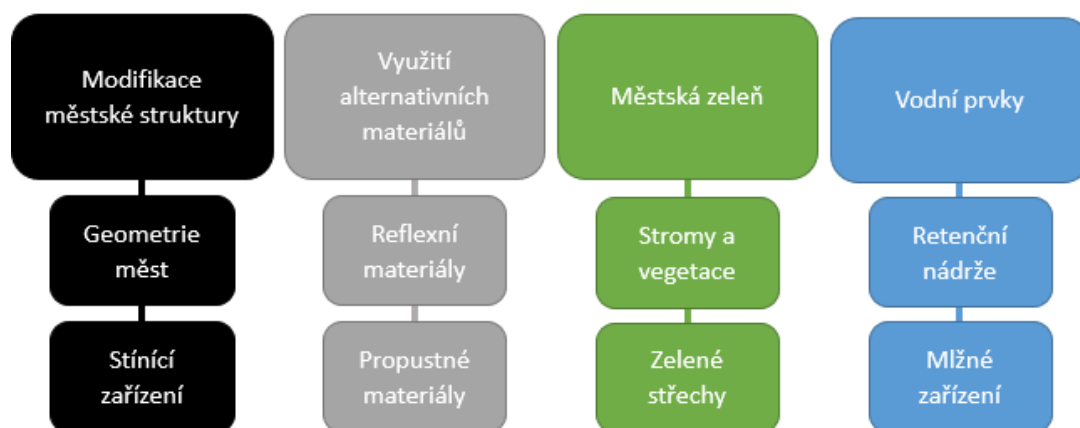 Modifikace
městské struktury
Využití
alternativních
materiálů
Městská zeleň
Vodní prvky
Geometrie
měst
Reflexní
materiály
Stromy a
vegetace
Retenční
nádrže
Stínící
zařízení
Propustné
materiály
Zelené
střechy
Mlžné
zařízení